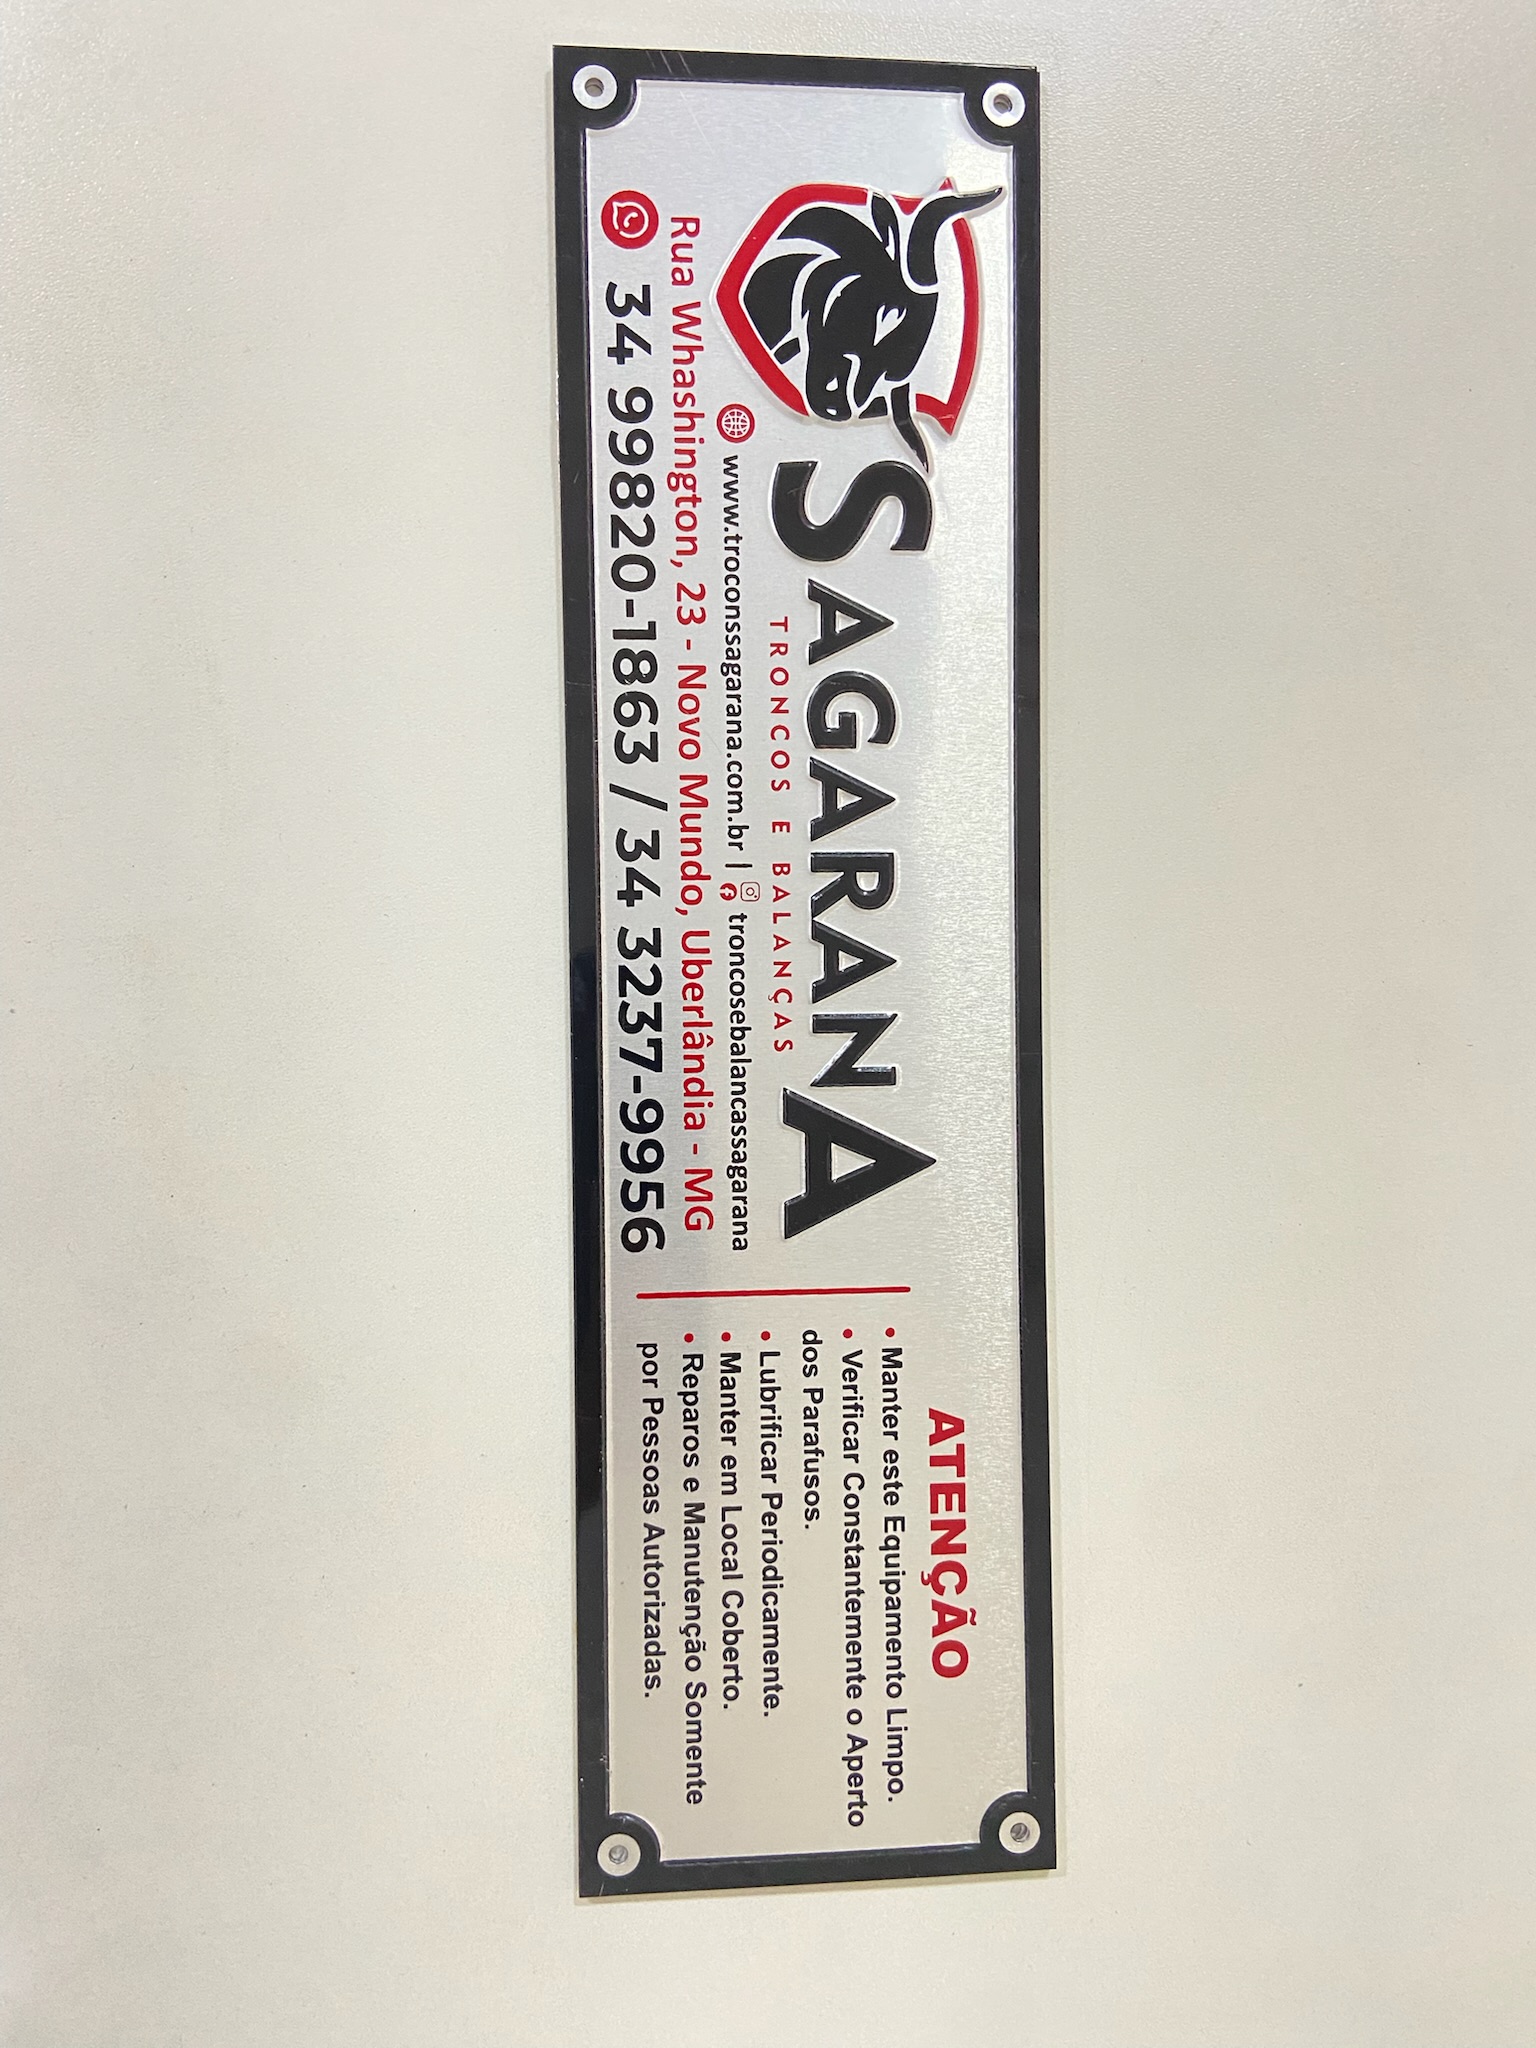 SAGARANA
TRONCOS E BALANÇAS
www.troconssagarana.com.br | troncosebalancassagarana
Rua Whashington, 23 - Novo Mundo, Uberlândia - MG
34 99820-1863 / 34 3237-9956
ATENÇÃO
• Manter este Equipamento Limpo.
• Verificar Constantemente o Aperto
dos Parafusos.
• Lubrificar Periodicamente.
• Manter em Local Coberto.
• Reparos e Manutenção Somente
por Pessoas Autorizadas.